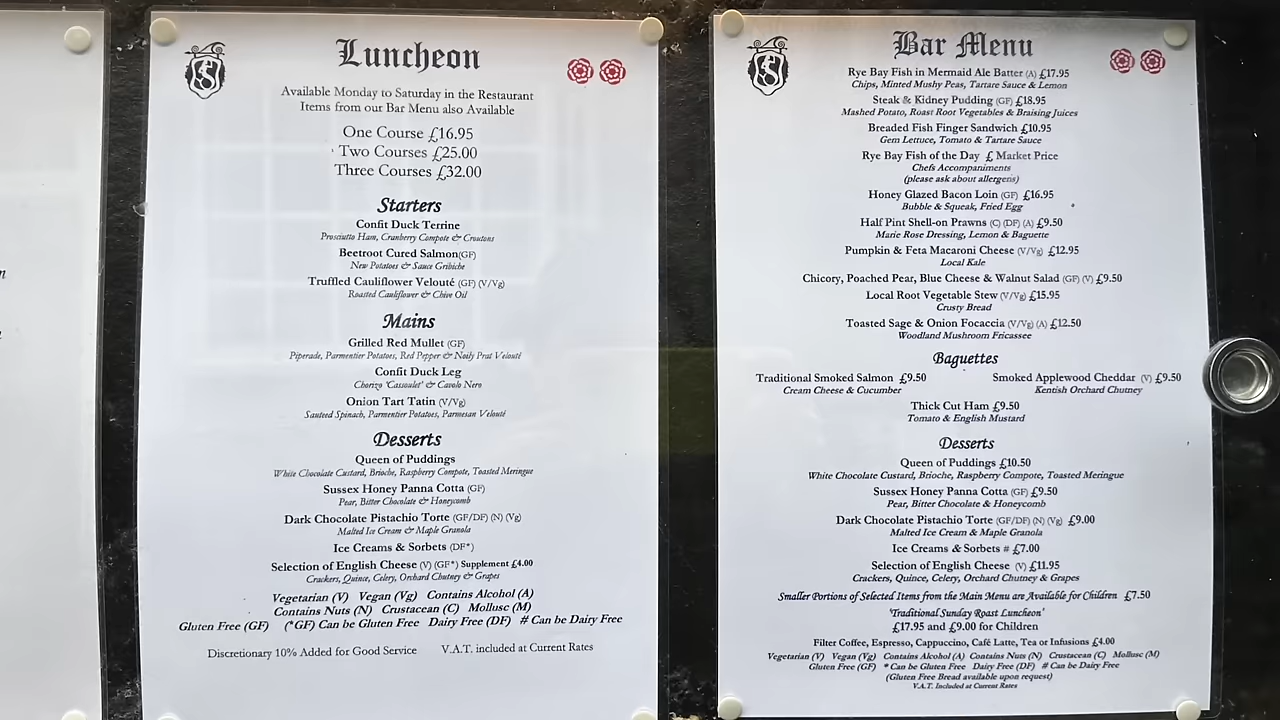 Luncheon
Available Monday to Saturday in the Restaurant
Items from our Bar Menu also Available
One Course £16.95
Two Courses £25.00
Three Courses £32.00
Starters
Confit Duck Terrine
Prosciutto Ham, Cranberry Compote & Croutons
Beetroot Cured Salmon(GF)
New Potatoes & Sauce Gribiche
Truffled Cauliflower Velouté (GF) (V/Vg)
Roasted Cauliflower & Chive Oil
Mains
Grilled Red Mullet (GF)
Piperade, Parmentier Potatoes, Red Pepper & Noily Prat Velouté
Confit Duck Leg
Chorizo 'Cassoulet' & Cavolo Nero
Onion Tart Tatin (V/Vg)
Sauteed Spinach, Parmentier Potatoes, Parmesan Velouté
Desserts
Queen of Puddings
White Chocolate Custard, Brioche, Raspberry Compote, Toasted Meringue
Sussex Honey Panna Cotta (GF)
Pear, Bitter Chocolate & Honeycomb
Dark Chocolate Pistachio Torte (GF/DF) (N) (Vg)
Malted Ice Cream & Maple Granola
Ice Creams & Sorbets (DF*)
Selection of English Cheese (V) (GF*) Supplement £4.00
Crackers, Quince, Celery, Orchard Chutney & Grapes
Vegetarian (V) Vegan (Vg) Contains Alcohol (A)
Contains Nuts (N) Crustacean (C) Mollusc (M)
Gluten Free (GF) (*GF) Can be Gluten Free Dairy Free (DF) # Can be Dairy Free
Discretionary 10% Added for Good Service V.A.T. included at Current Rates
Bar Menu
Rye Bay Fish in Mermaid Ale Batter (A) £17.95
Chips, Minted Mushy Peas, Tartare Sauce & Lemon
Steak & Kidney Pudding (GF) £18.95
Mashed Potato, Roast Root Vegetables & Braising Juices
Breaded Fish Finger Sandwich £10.95
Gem Lettuce, Tomato & Tartare Sauce
Rye Bay Fish of the Day £ Market Price
Chefs Accompaniments
(please ask about allergens)
Honey Glazed Bacon Loin (GF) £16.95
Bubble & Squeak, Fried Egg
Half Pint Shell-on Prawns (C) (DF) (A) £9.50
Marie Rose Dressing, Lemon & Baguette
Pumpkin & Feta Macaroni Cheese (V/Vg) £12.95
Local Kale
Chicory, Poached Pear, Blue Cheese & Walnut Salad (GF) (V) £9.50
Local Root Vegetable Stew (V/Vg) £15.95
Crusty Bread
Toasted Sage & Onion Focaccia (V/Vg) (A) £12.50
Woodland Mushroom Fricassee
Baguettes
Traditional Smoked Salmon £9.50 Smoked Applewood Cheddar (V) £9.50
Cream Cheese & Cucumber Kentish Orchard Chutney
Thick Cut Ham £9.50
Tomato & English Mustard
Desserts
Queen of Puddings £10.50
White Chocolate Custard, Brioche, Raspberry Compote, Toasted Meringue
Sussex Honey Panna Cotta (GF) £9.50
Pear, Bitter Chocolate & Honeycomb
Dark Chocolate Pistachio Torte (GF/DF) (N) (Vg) £9.00
Malted Ice Cream & Maple Granola
Ice Creams & Sorbets # £7.00
Selection of English Cheese (V) £11.95
Crackers, Quince, Celery, Orchard Chutney & Grapes
Smaller Portions of Selected Items from the Main Menu are Available for Children £7.50
'Traditional Sunday Roast Luncheon'
£17.95 and £9.00 for Children
Filter Coffee, Espresso, Cappuccino, Café Latte, Tea or Infusions £4.00
Vegetarian (V) Vegan (Vg) Contains Alcohol (A) Contains Nuts (N) Crustacean (C) Mollusc (M)
Gluten Free (GF) * Can be Gluten Free Dairy Free (DF) # Can be Dairy Free
(Gluten Free Bread available upon request)
V.A.T. Included at Current Rates